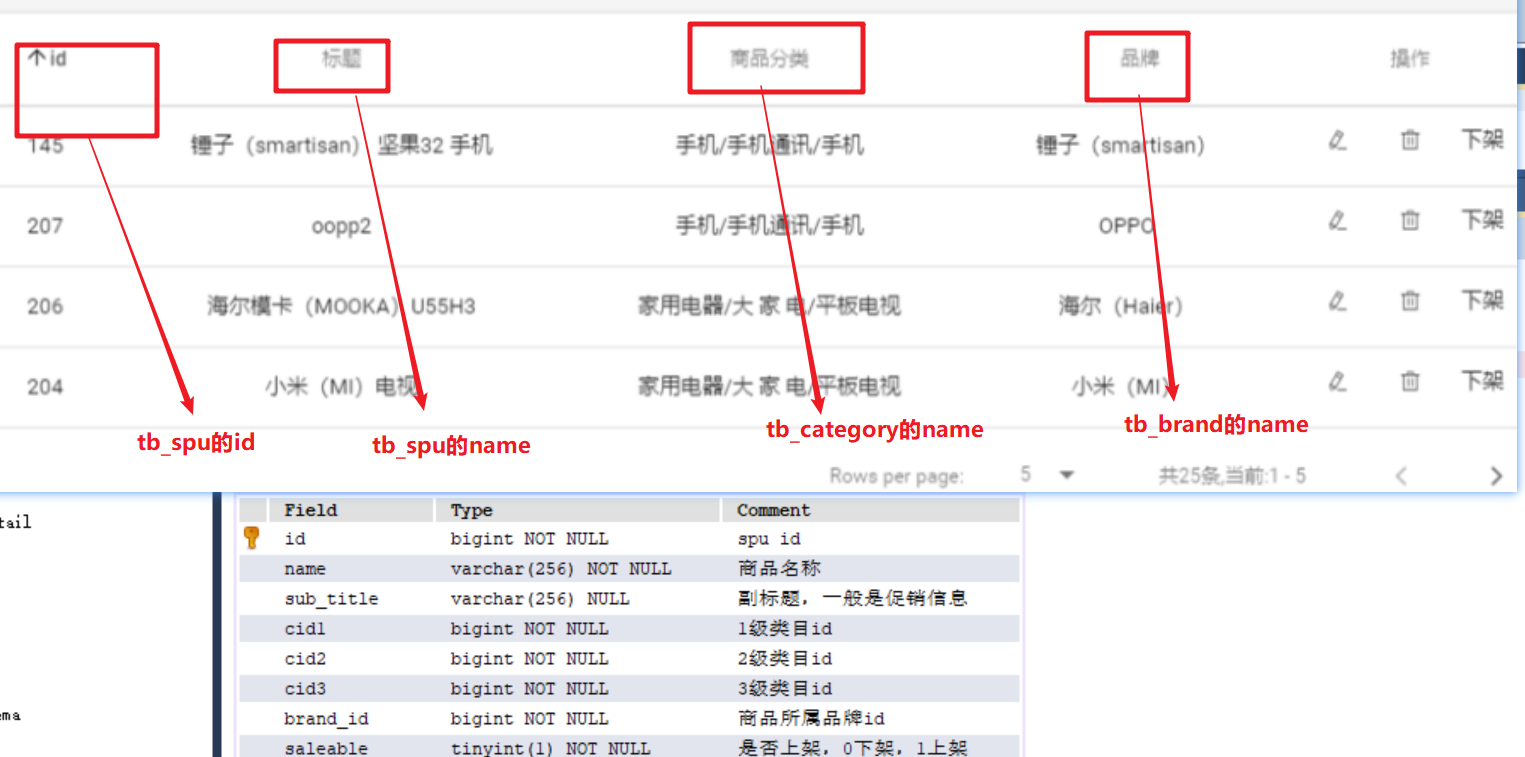 id 标题 商品分类 品牌 操作
145 锤子（smartisan） 坚果32 手机 手机/手机通讯/手机 锤子（smartisan） 下架
207 oopp2 手机/手机通讯/手机 OPPO 下架
206 海尔模卡（MOOKA）U55H3 家用电器/大 家 电/平板电视 海尔（Haier） 下架
204 小米（MI）电视 家用电器/大 家 电/平板电视 小米（MI） 下架
tb_spu的id tb_spu的name tb_category的name tb_brand的name
Rows per page: 5 共25条,当前:1 - 5
tail
Field Type Comment
id bigint NOT NULL spu id
name varchar(256) NOT NULL 商品名称
sub_title varchar(256) NULL 副标题，一般是促销信息
cid1 bigint NOT NULL 1级类目id
cid2 bigint NOT NULL 2级类目id
cid3 bigint NOT NULL 3级类目id
ema
brand_id bigint NOT NULL 商品所属品牌id
saleable tinyint(1) NOT NULL 是否上架，0下架，1上架